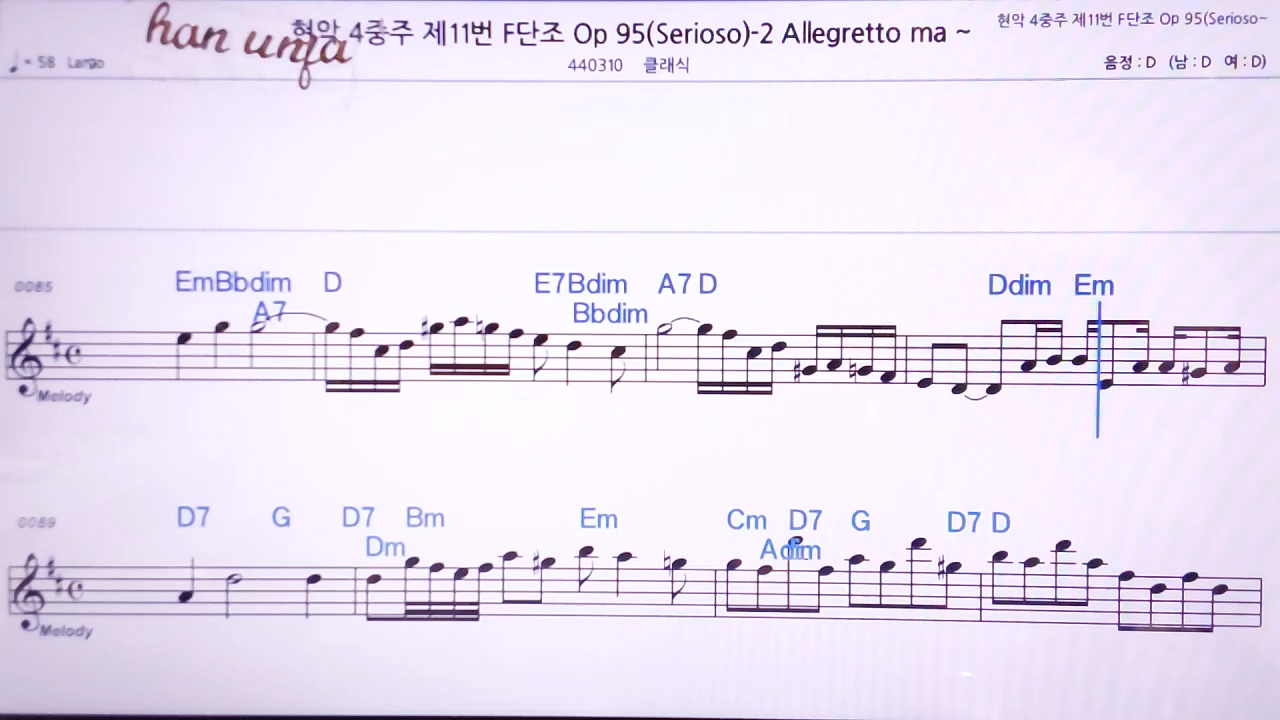 han unfa
현악 4중주 제11번 F단조 Op 95(Serioso)-2 Allegretto ma ~
현악 4중주 제11번 F단조 Op 95(Serioso-
♩= 58 Largo
440310 클래식
음정 : D (남 : D 여 : D)
0085
EmBbdim D E7Bdim A7 D Ddim Em
A7 Bbdim
Melody
0089
D7 G D7 Bm Em Cm D7 G D7 D
Dm
Melody